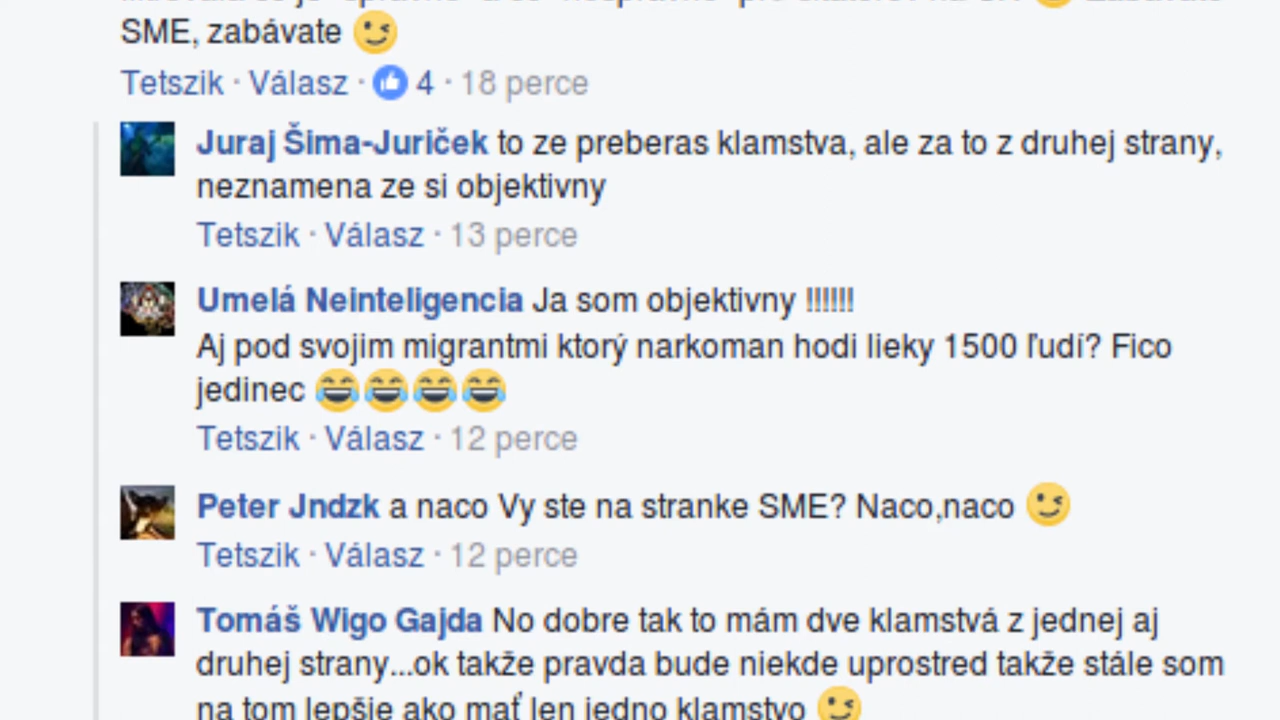 SME, zabávate 😉
Tetszik · Válasz · 4 · 18 perce
Juraj Šima-Juriček to ze preberas klamstva, ale za to z druhej strany,
neznamena ze si objektivny
Tetszik · Válasz · 13 perce
Umelá Neinteligencia Ja som objektivny !!!!!!
Aj pod svojim migrantmi ktorý narkoman hodi lieky 1500 ľudí? Fico
jedinec 😂😂😂😂
Tetszik · Válasz · 12 perce
Peter Jndzk a naco Vy ste na stranke SME? Naco,naco 😉
Tetszik · Válasz · 12 perce
Tomáš Wigo Gajda No dobre tak to mám dve klamstvá z jednej aj
druhej strany...ok takže pravda bude niekde uprostred takže stále som
na tom lepšie ako mať len jedno klamstvo 😉